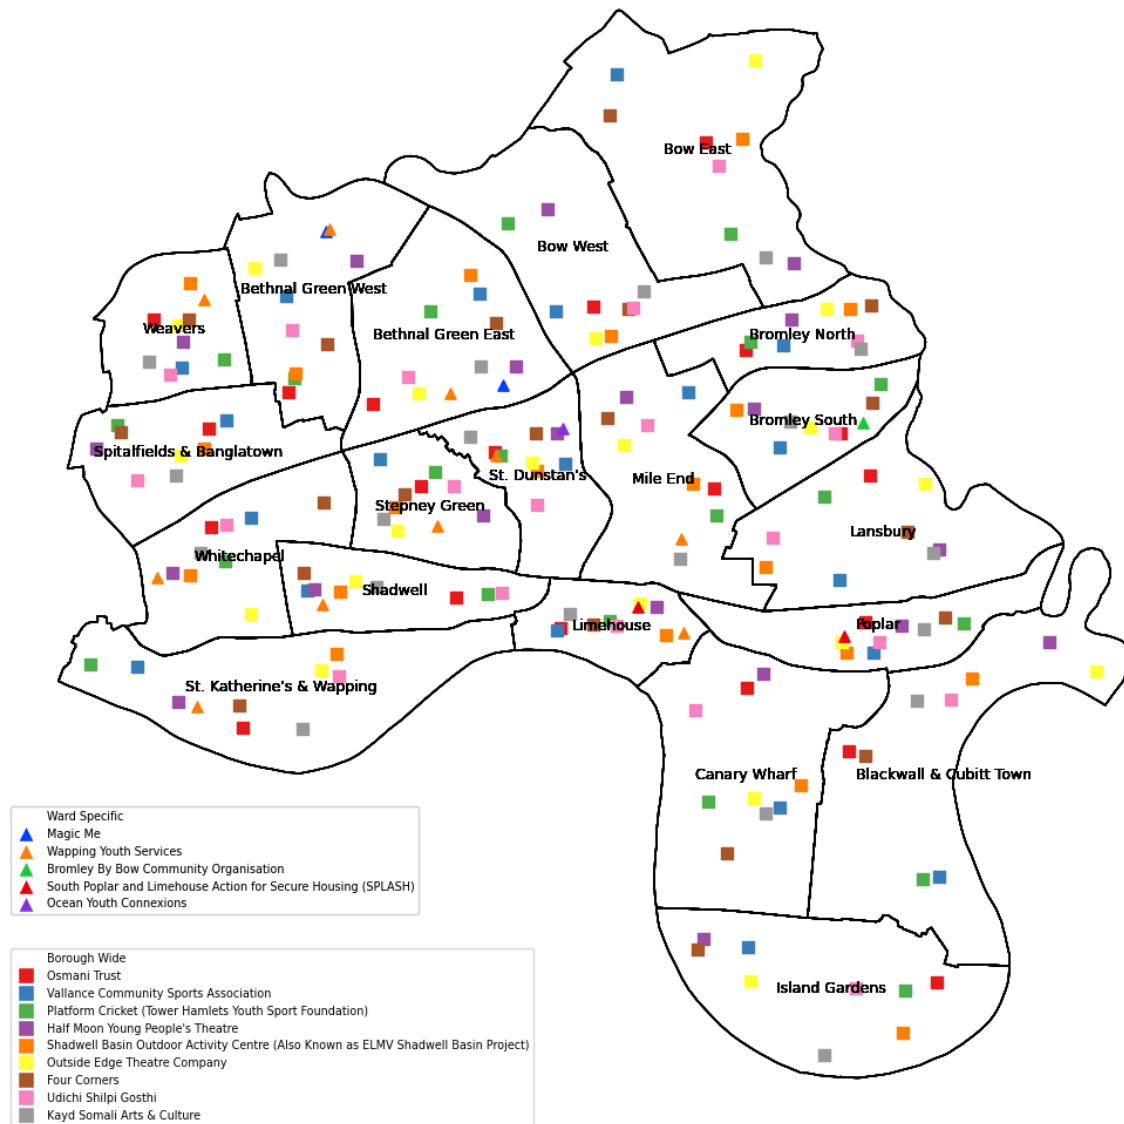 Bow East
Bow West
Bethnal Green West
Weavers
Bethnal Green East
Bromley North
Bromley South
Spitalfields & Banglatown
St. Dunstan's
Mile End
Stepney Green
Lansbury
Whitechapel
Shadwell
Limehouse
Poplar
St. Katherine's & Wapping
Canary Wharf
Blackwall & Cubitt Town
Island Gardens
Ward Specific
Magic Me
Wapping Youth Services
Bromley By Bow Community Organisation
South Poplar and Limehouse Action for Secure Housing (SPLASH)
Ocean Youth Connexions
Borough Wide
Osmani Trust
Vallance Community Sports Association
Platform Cricket (Tower Hamlets Youth Sport Foundation)
Half Moon Young People's Theatre
Shadwell Basin Outdoor Activity Centre (Also Known as ELMV Shadwell Basin Project)
Outside Edge Theatre Company
Four Corners
Udichi Shilpi Gosthi
Kayd Somali Arts & Culture